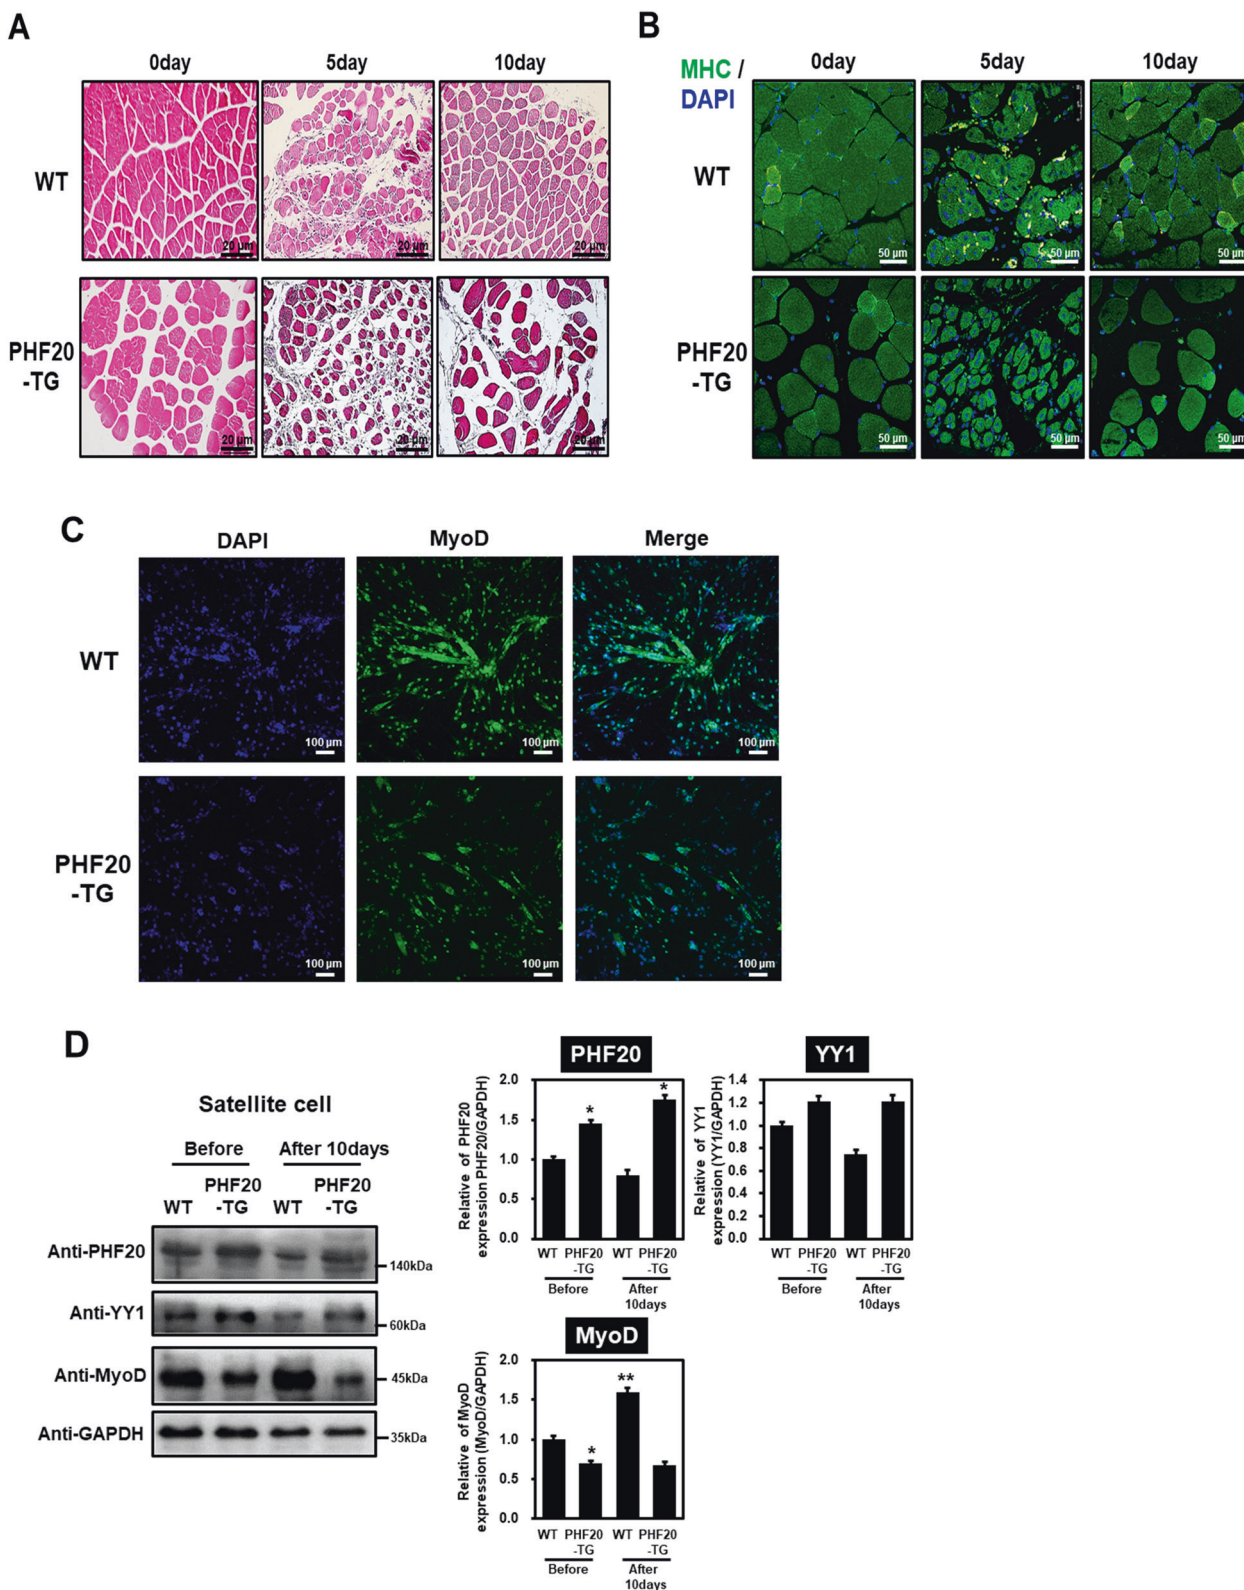 A
0day 5day 10day
WT
20 µm 20 µm 20 µm
PHF20
-TG
20 µm 20 µm 20 µm
B
MHC / 0day 5day 10day
DAPI
WT
50 µm 50 µm 50 µm
PHF20
-TG
50 µm 50 µm 50 µm
C
DAPI MyoD Merge
WT
100 µm 100 µm 100 µm
PHF20
-TG
100 µm 100 µm 100 µm
D
Satellite cell
Before After 10days
WT PHF20 WT PHF20
-TG -TG
Anti-PHF20
140kDa
Anti-YY1
60kDa
Anti-MyoD
45kDa
Anti-GAPDH
35kDa
PHF20
Relative of PHF20
expression PHF20/GAPDH)
2.0
1.5
1.0
0.5
0.0
* *
WT PHF20 WT PHF20
-TG -TG
Before After
10days
YY1
Relative of YY1
expression (YY1/GAPDH)
1.4
1.2
1.0
0.8
0.6
0.4
0.2
0.0
WT PHF20 WT PHF20
-TG -TG
Before After
10days
MyoD
Relative of MyoD
expression (MyoD/GAPDH)
2.0
1.5
1.0
0.5
0.0
* **
WT PHF20 WT PHF20
-TG -TG
Before After
10days